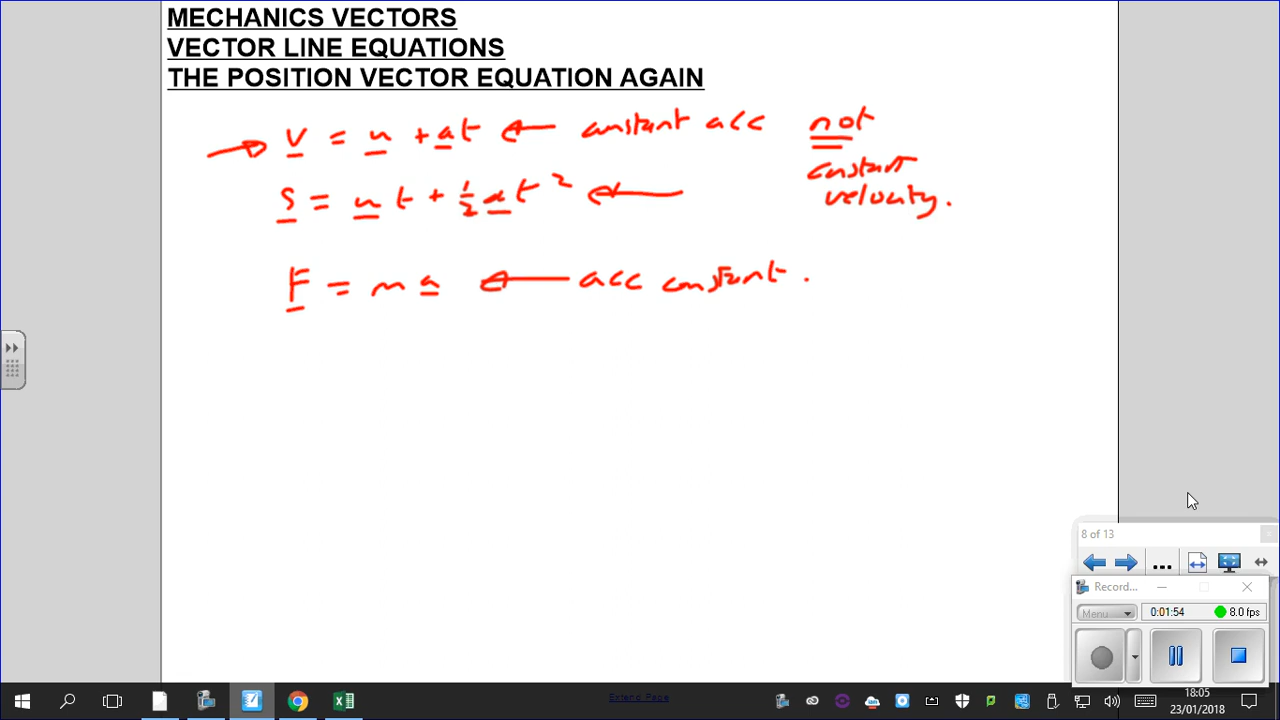 MECHANICS VECTORS
VECTOR LINE EQUATIONS
THE POSITION VECTOR EQUATION AGAIN
v = u + at ← constant acc not
constant
velocity.
s = ut + ½at² ←
F = ma ← acc constant.
8 of 13
Record...
Menu
0:01:54
8.0 fps
Extend Page
18:05
23/01/2018